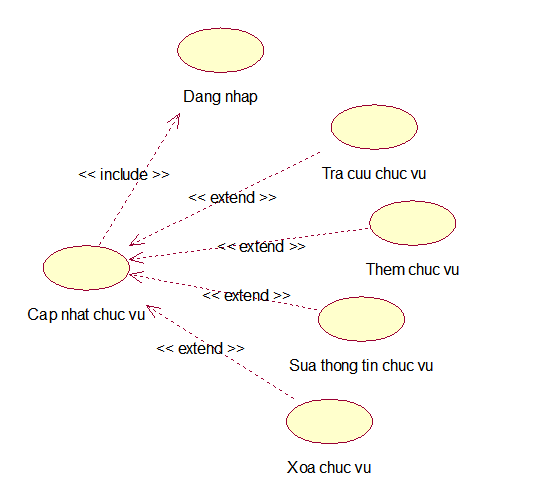 Dang nhap
<< include >>
Tra cuu chuc vu
<< extend >>
<< extend >>
Them chuc vu
<< extend >>
Cap nhat chuc vu
<< extend >>
Sua thong tin chuc vu
Xoa chuc vu